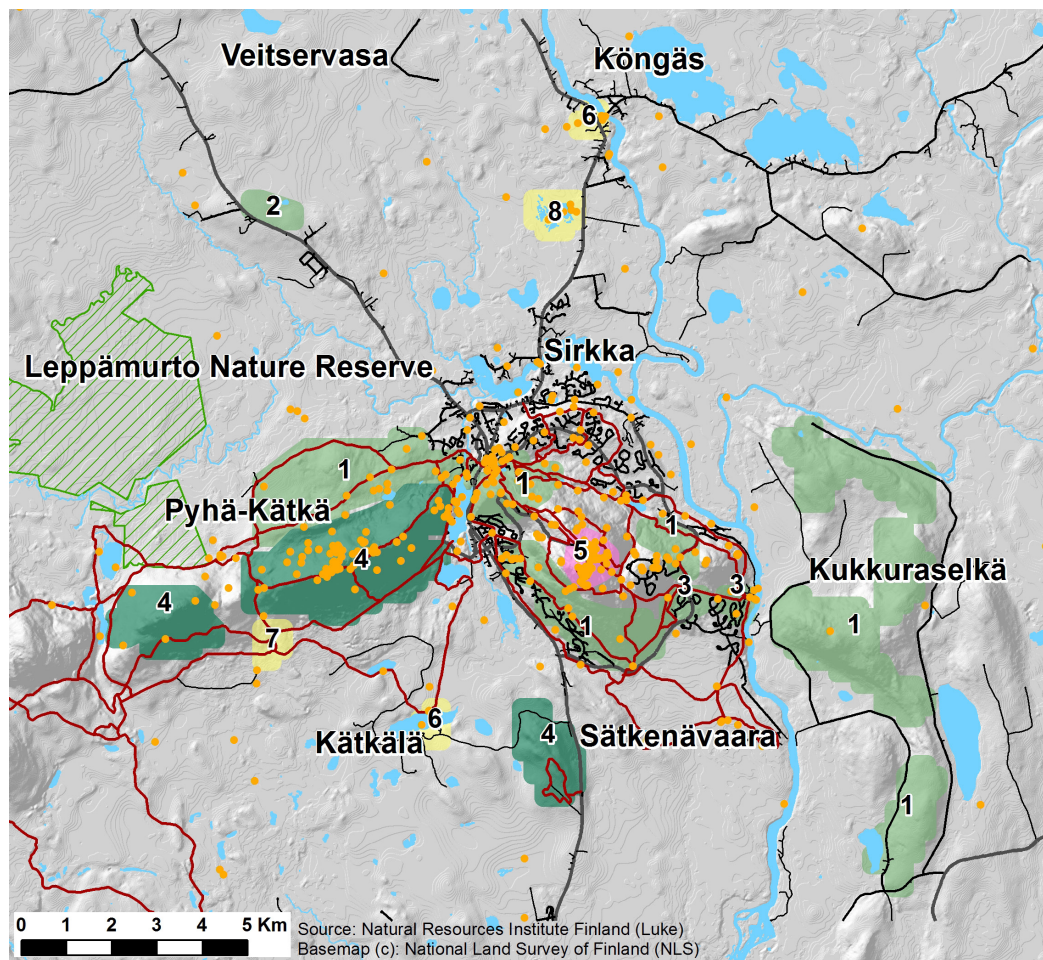 Veitservasa
Köngäs
6
2
8
Sirkka
Leppämurto Nature Reserve
1
1
Pyhä-Kätkä
1
5
4
Kukkuraselkä
3
3
4
1
1
7
6
Kätkälä
4
Sätkenävaara
1
0 1 2 3 4 5 Km
Source: Natural Resources Institute Finland (Luke)
Basemap (c): National Land Survey of Finland (NLS)